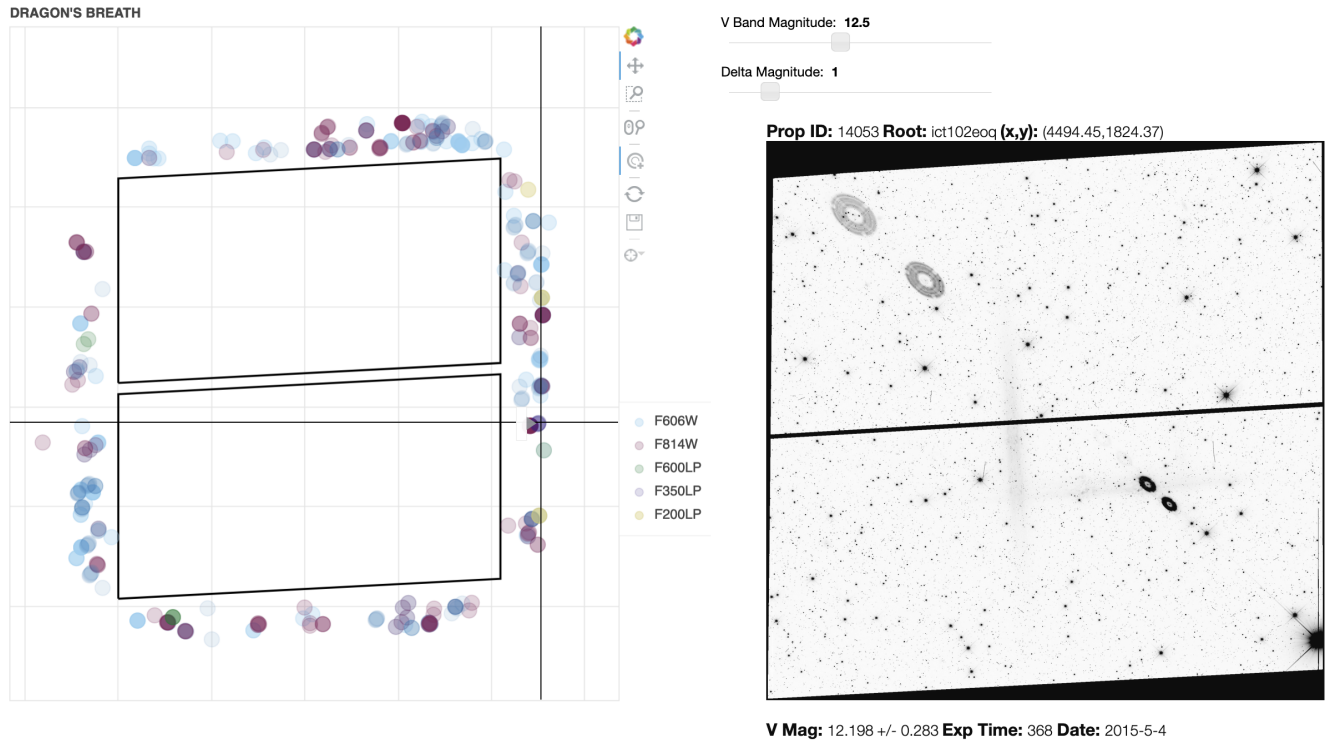 DRAGON'S BREATH
F606W
F814W
F600LP
F350LP
F200LP
V Band Magnitude: 12.5
Delta Magnitude: 1
Prop ID: 14053 Root: ict102eoq (x,y): (4494.45,1824.37)
V Mag: 12.198 +/- 0.283 Exp Time: 368 Date: 2015-5-4